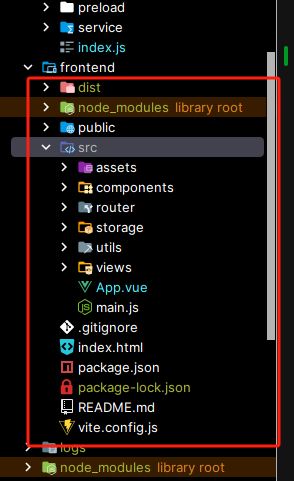 preload
service
index.js
frontend
dist
node_modules library root
public
src
assets
components
router
storage
utils
views
App.vue
main.js
.gitignore
index.html
package.json
package-lock.json
README.md
vite.config.js
logs
node_modules library root